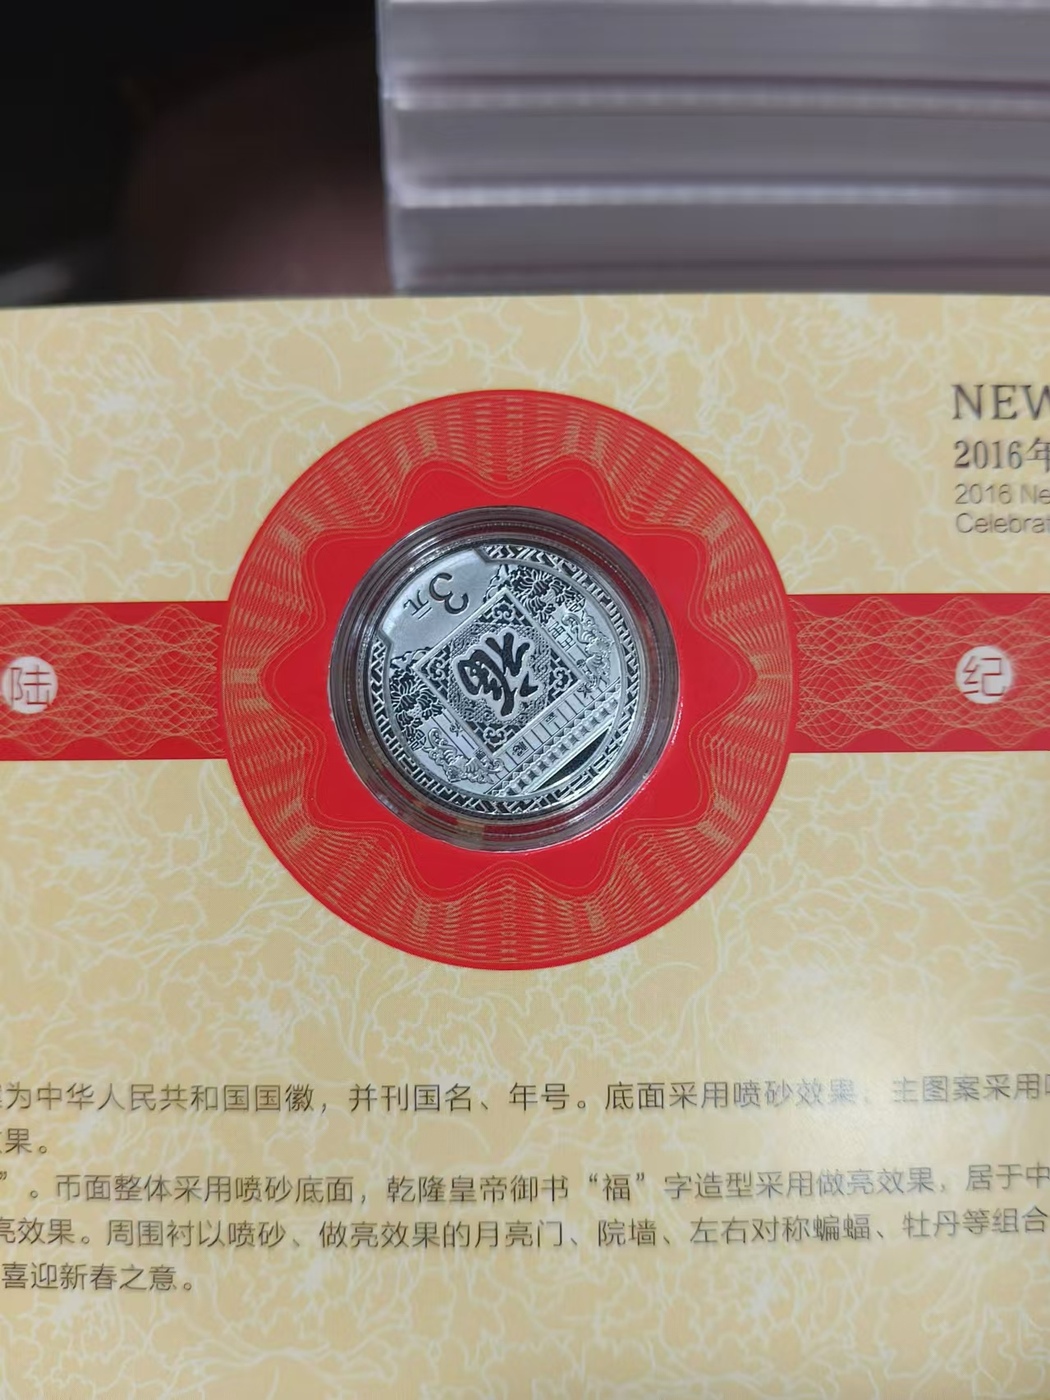 NEW
2016年
2016 Ne
Celebrat
3元
福
陆
纪
为中华人民共和国国徽，并刊国名、年号。底面采用喷砂效果，主图案采用
果。
”。币面整体采用喷砂底面，乾隆皇帝御书“福”字造型采用做亮效果，居于中
亮效果。周围衬以喷砂、做亮效果的月亮门、院墙、左右对称蝙蝠、牡丹等组合
喜迎新春之意。